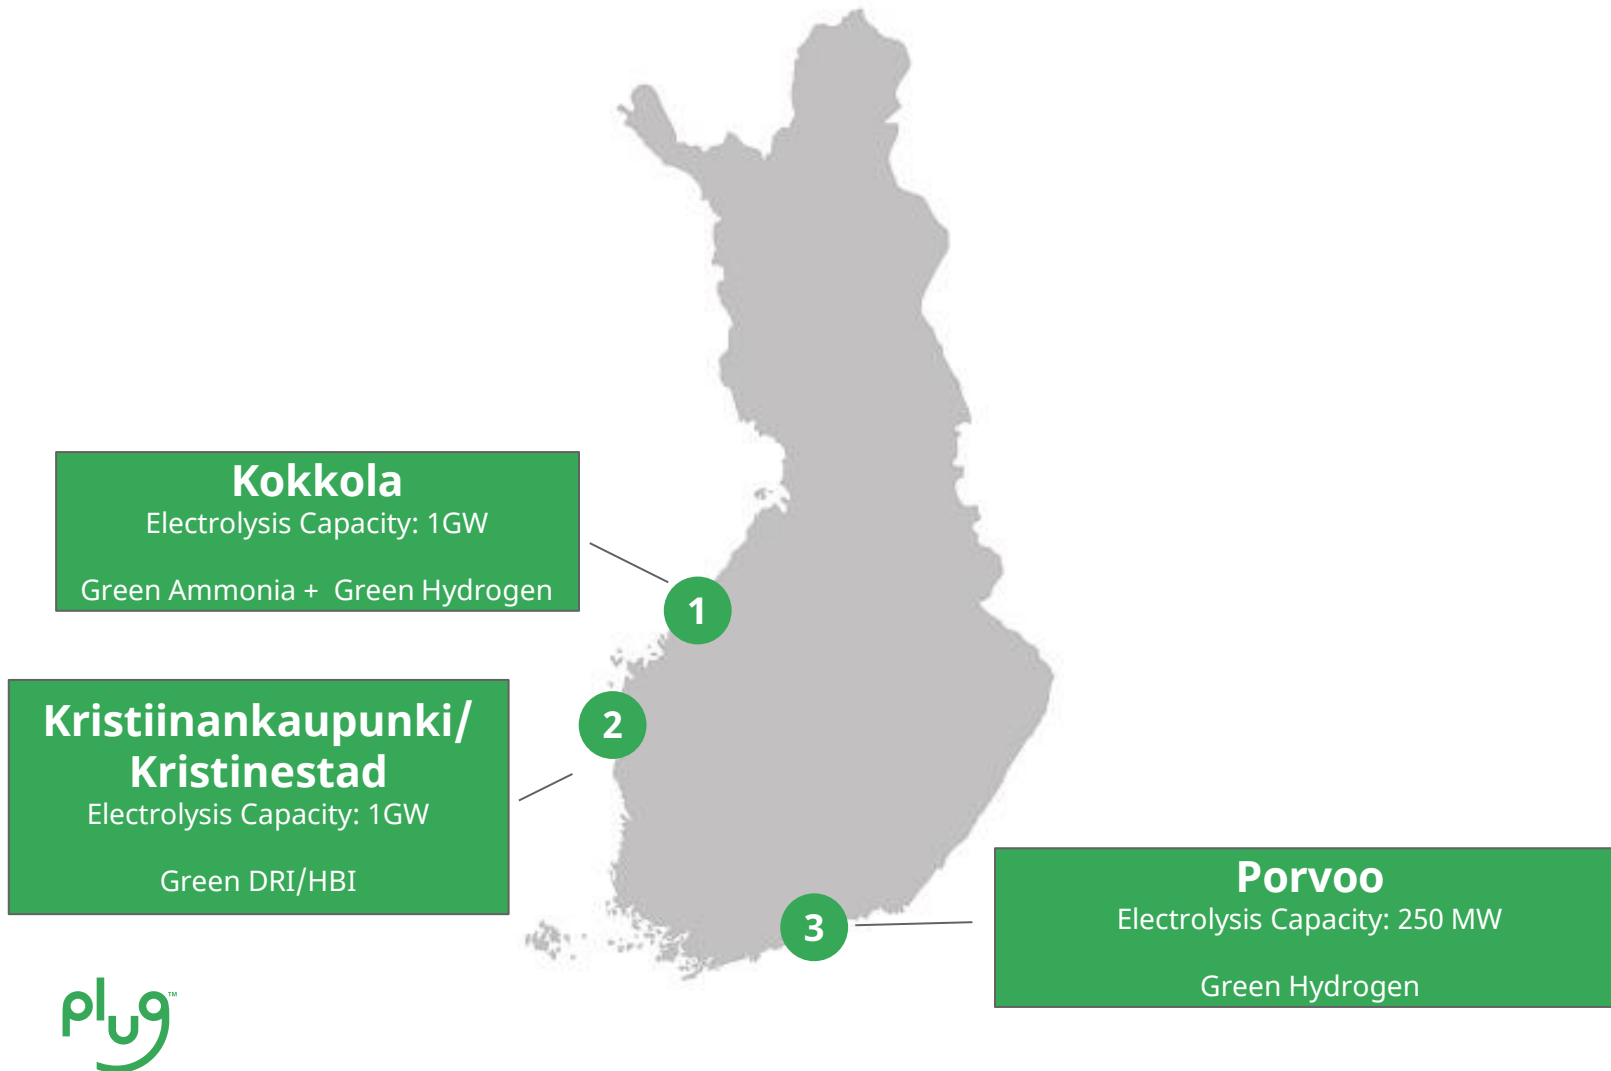 Kokkola
Electrolysis Capacity: 1GW
Green Ammonia + Green Hydrogen
1
Kristiinankaupunki/
Kristinestad
Electrolysis Capacity: 1GW
Green DRI/HBI
2
Porvoo
Electrolysis Capacity: 250 MW
Green Hydrogen
3
plug™